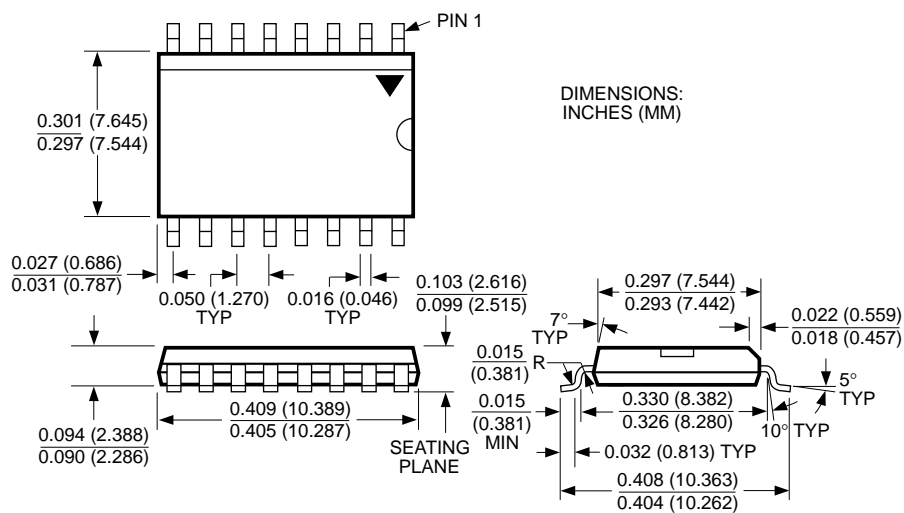 PIN 1
DIMENSIONS:
INCHES (MM)
0.301 (7.645)
0.297 (7.544)
0.027 (0.686)
0.031 (0.787)
0.050 (1.270)
TYP
0.016 (0.046)
TYP
0.103 (2.616)
0.099 (2.515)
0.297 (7.544)
0.293 (7.442)
0.022 (0.559)
0.018 (0.457)
7°
TYP
0.015
(0.381)
R
5°
TYP
0.094 (2.388)
0.090 (2.286)
0.409 (10.389)
0.405 (10.287)
SEATING
PLANE
0.015
(0.381)
MIN
0.330 (8.382)
0.326 (8.280)
10° TYP
0.032 (0.813) TYP
0.408 (10.363)
0.404 (10.262)